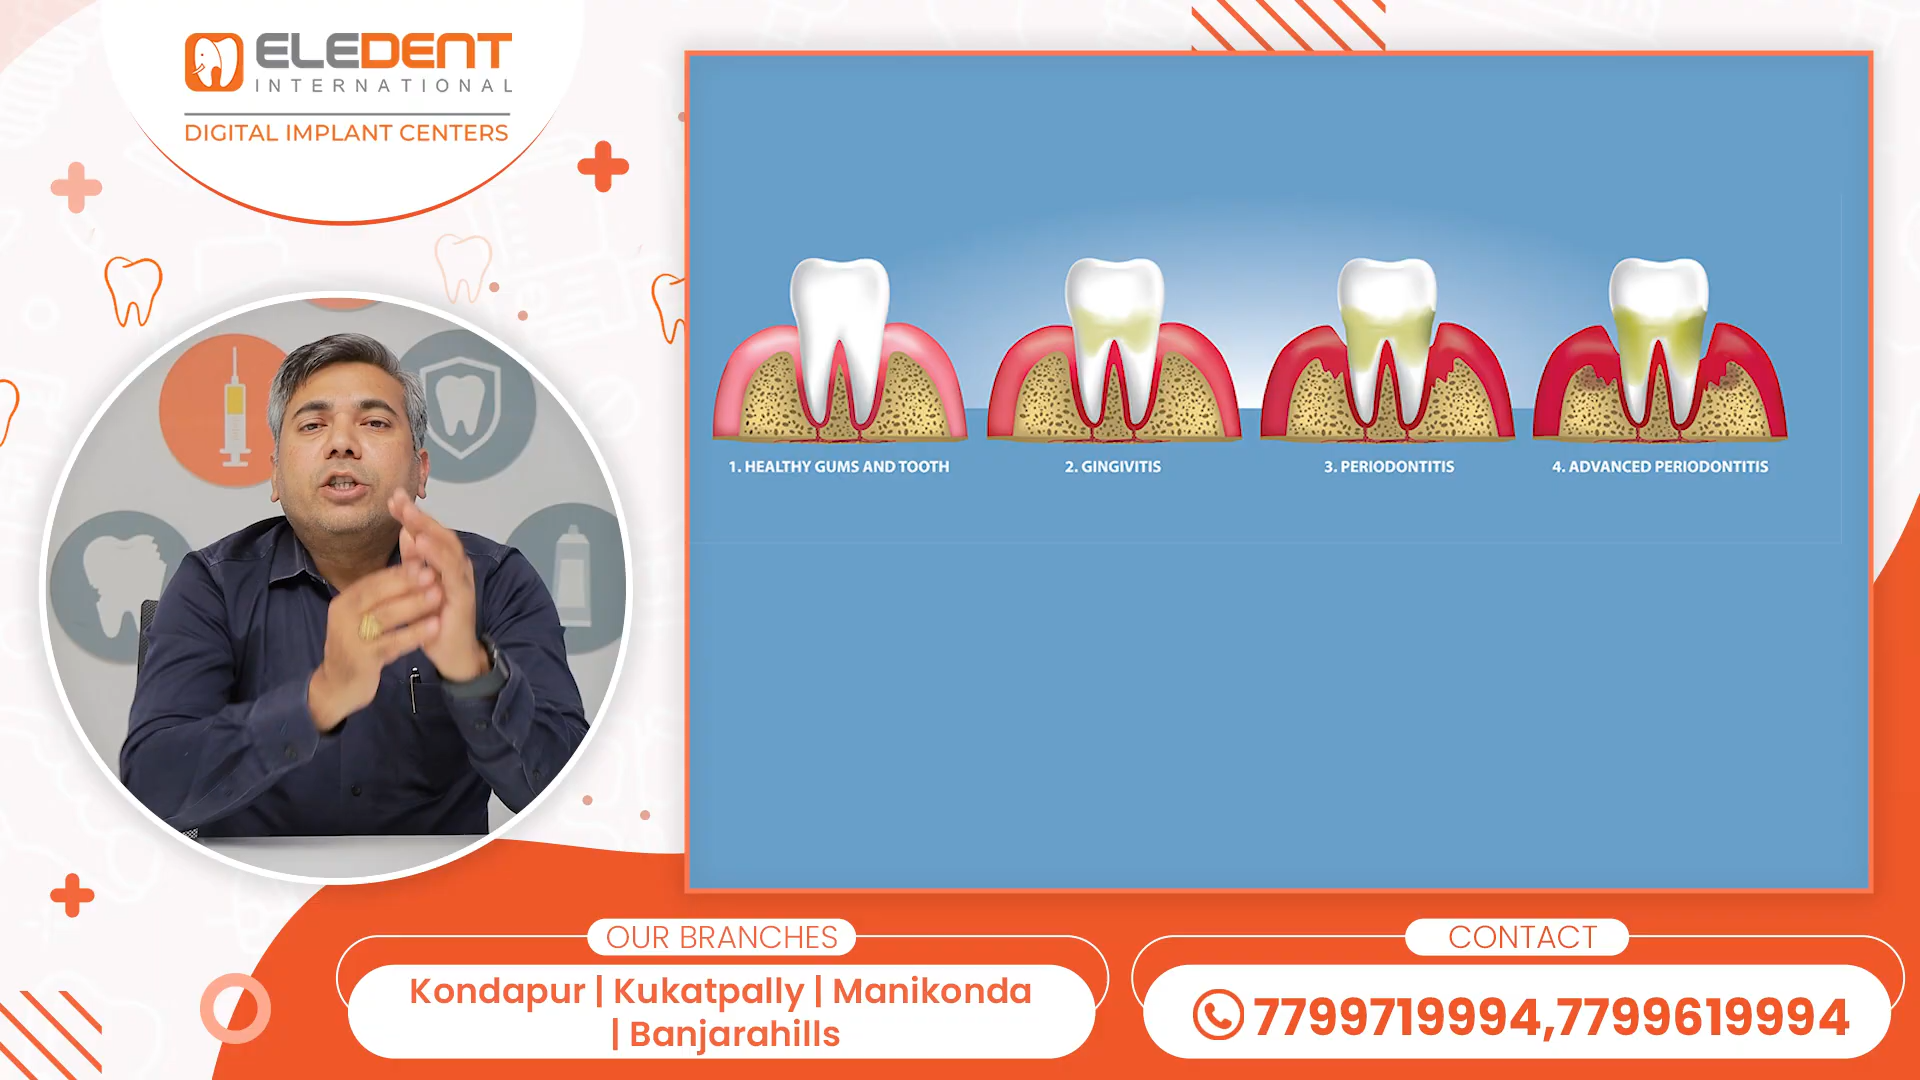 ELEDENT
INTERNATIONAL
DIGITAL IMPLANT CENTERS
1. HEALTHY GUMS AND TOOTH
2. GINGIVITIS
3. PERIODONTITIS
4. ADVANCED PERIODONTITIS
OUR BRANCHES
Kondapur | Kukatpally | Manikonda
| Banjarahills
CONTACT
7799719994,7799619994